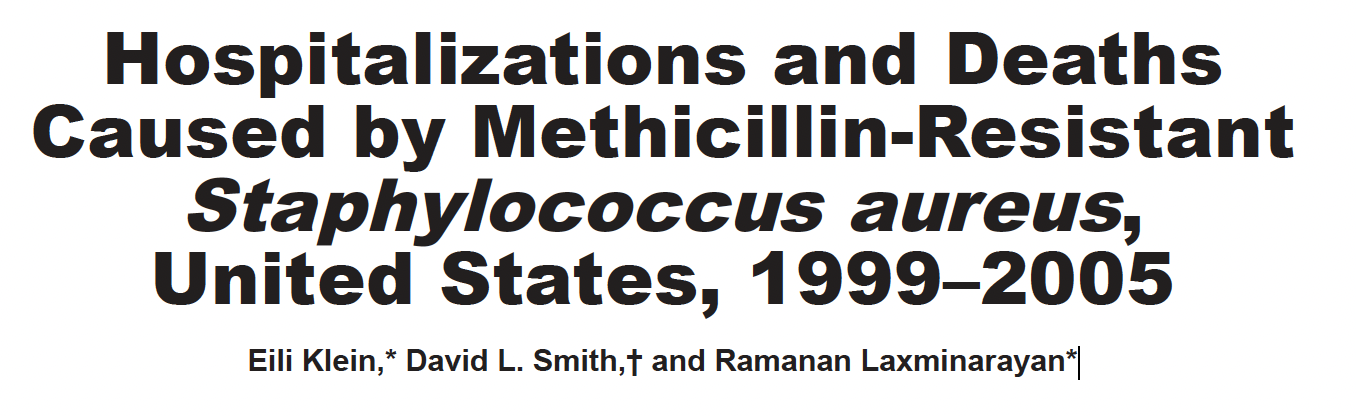 Hospitalizations and Deaths
Caused by Methicillin-Resistant
Staphylococcus aureus,
United States, 1999–2005
Eili Klein,* David L. Smith,† and Ramanan Laxminarayan*